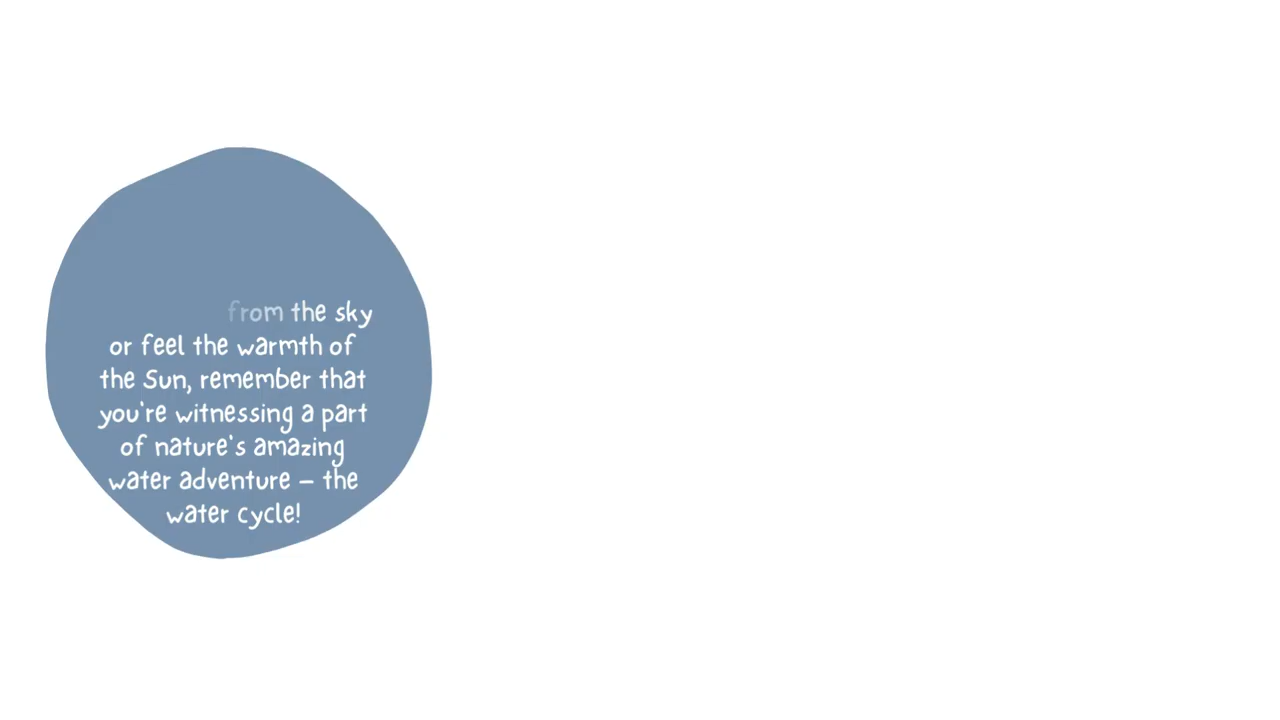 from the sky
or feel the warmth of
the Sun, remember that
you're witnessing a part
of nature's amazing
water adventure – the
water cycle!